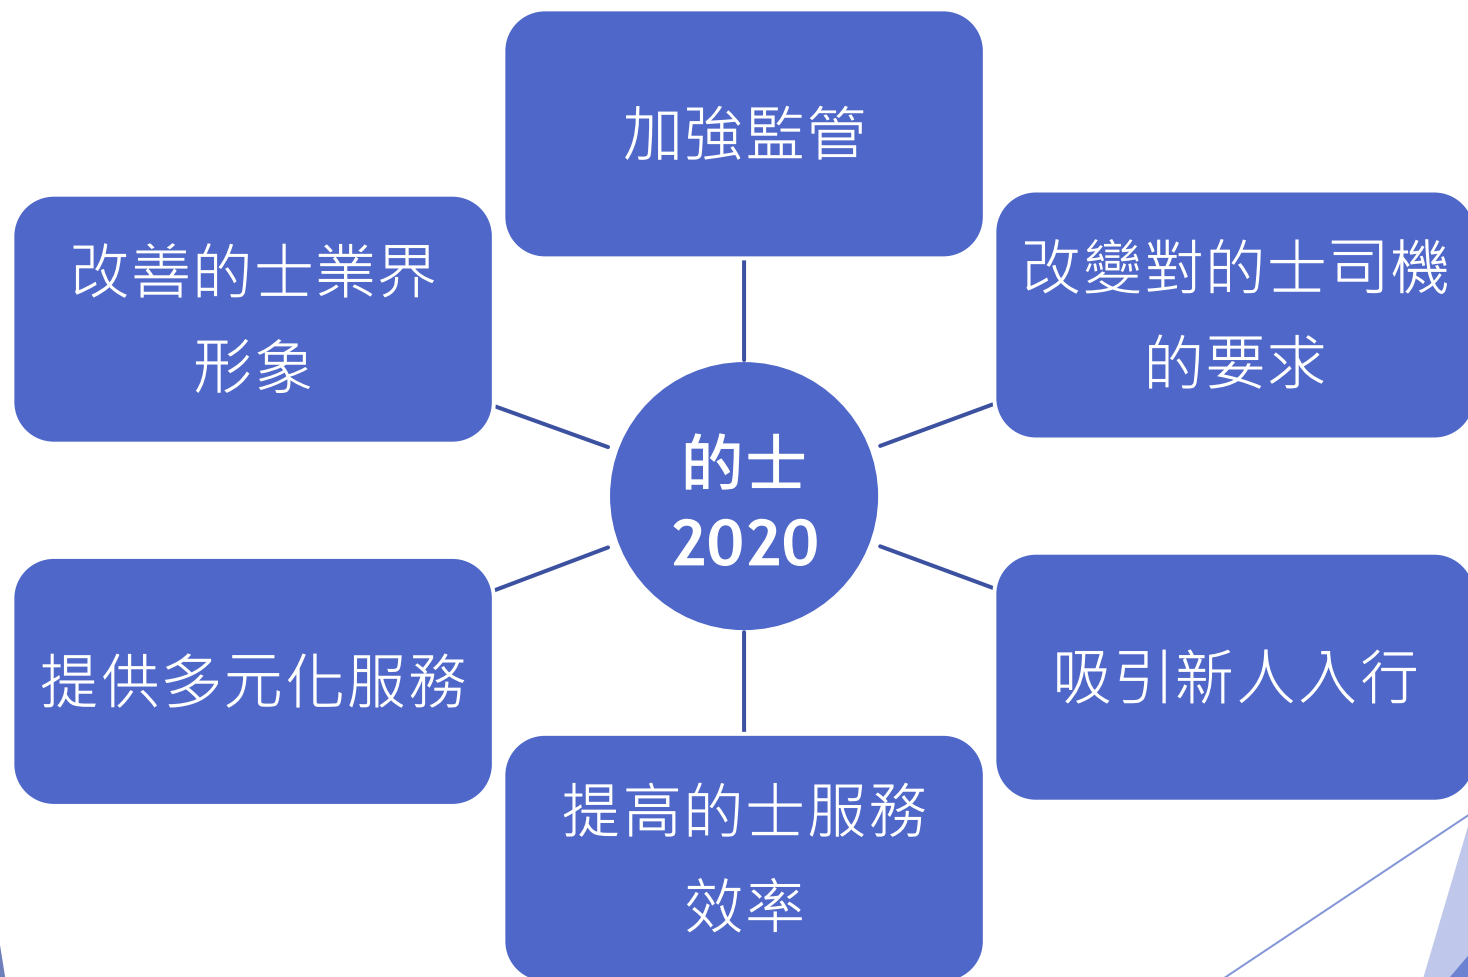 加強監管
改善的士業界
形象
改變對的士司機
的要求
的士
2020
提供多元化服務
吸引新人入行
提高的士服務
效率